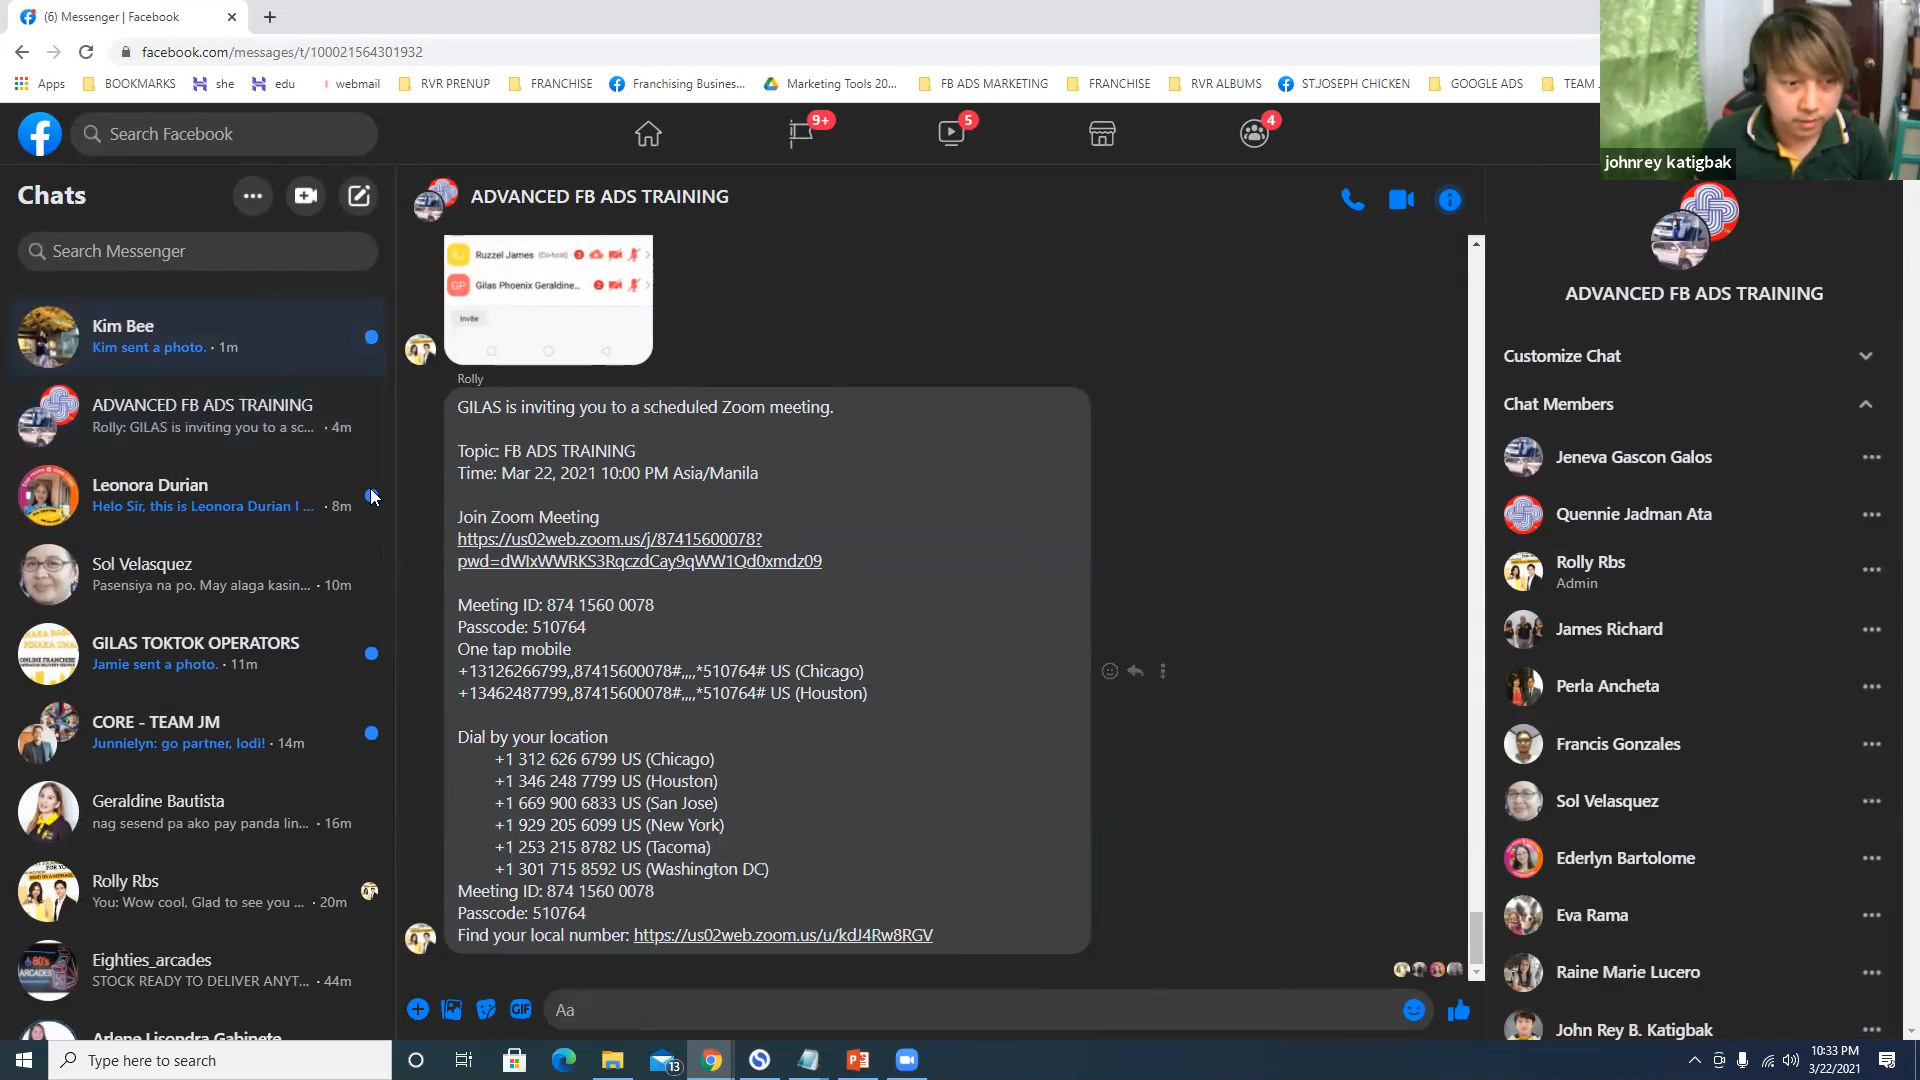 (6) Messenger | Facebook
facebook.com/messages/t/100021564301932
Apps
BOOKMARKS
she
edu
webmail
RVR PRENUP
FRANCHISE
Franchising Business...
Marketing Tools 20...
FB ADS MARKETING
FRANCHISE
RVR ALBUMS
ST.JOSEPH CHICKEN
GOOGLE ADS
TEAM
johnrey katigbak
Search Facebook
9+
5
4
Chats
Search Messenger
Kim Bee
Kim sent a photo. · 1m
ADVANCED FB ADS TRAINING
Rolly: GILAS is inviting you to a sc... · 4m
Leonora Durian
Helo Sir, this is Leonora Durian I ... · 8m
Sol Velasquez
Pasensiya na po. May alaga kasin... · 10m
GILAS TOKTOK OPERATORS
Jamie sent a photo. · 11m
CORE - TEAM JM
Junnielyn: go partner, lodi! · 14m
Geraldine Bautista
nag sesend pa ako pay panda lin... · 16m
Rolly Rbs
You: Wow cool, Glad to see you ... · 20m
Eighties_arcades
STOCK READY TO DELIVER ANYT... · 44m
Arlene Lisondra Gabinete
ADVANCED FB ADS TRAINING
RJ
Ruzzel James (Co-host)
GP
Gilas Phoenix Geraldine...
Invite
Rolly
GILAS is inviting you to a scheduled Zoom meeting.
Topic: FB ADS TRAINING
Time: Mar 22, 2021 10:00 PM Asia/Manila
Join Zoom Meeting
https://us02web.zoom.us/j/87415600078?
pwd=dWIxWWRKS3RqczdCay9qWW1Qd0xmdz09
Meeting ID: 874 1560 0078
Passcode: 510764
One tap mobile
+13126266799,,87415600078#,,,,*510764# US (Chicago)
+13462487799,,87415600078#,,,,*510764# US (Houston)
Dial by your location
+1 312 626 6799 US (Chicago)
+1 346 248 7799 US (Houston)
+1 669 900 6833 US (San Jose)
+1 929 205 6099 US (New York)
+1 253 215 8782 US (Tacoma)
+1 301 715 8592 US (Washington DC)
Meeting ID: 874 1560 0078
Passcode: 510764
Find your local number: https://us02web.zoom.us/u/kdJ4Rw8RGV
GIF
Aa
ADVANCED FB ADS TRAINING
Customize Chat
Chat Members
Jeneva Gascon Galos
Quennie Jadman Ata
Rolly Rbs
Admin
James Richard
Perla Ancheta
Francis Gonzales
Sol Velasquez
Ederlyn Bartolome
Eva Rama
Raine Marie Lucero
John Rey B. Katigbak
Type here to search
13
10:33 PM
3/22/2021